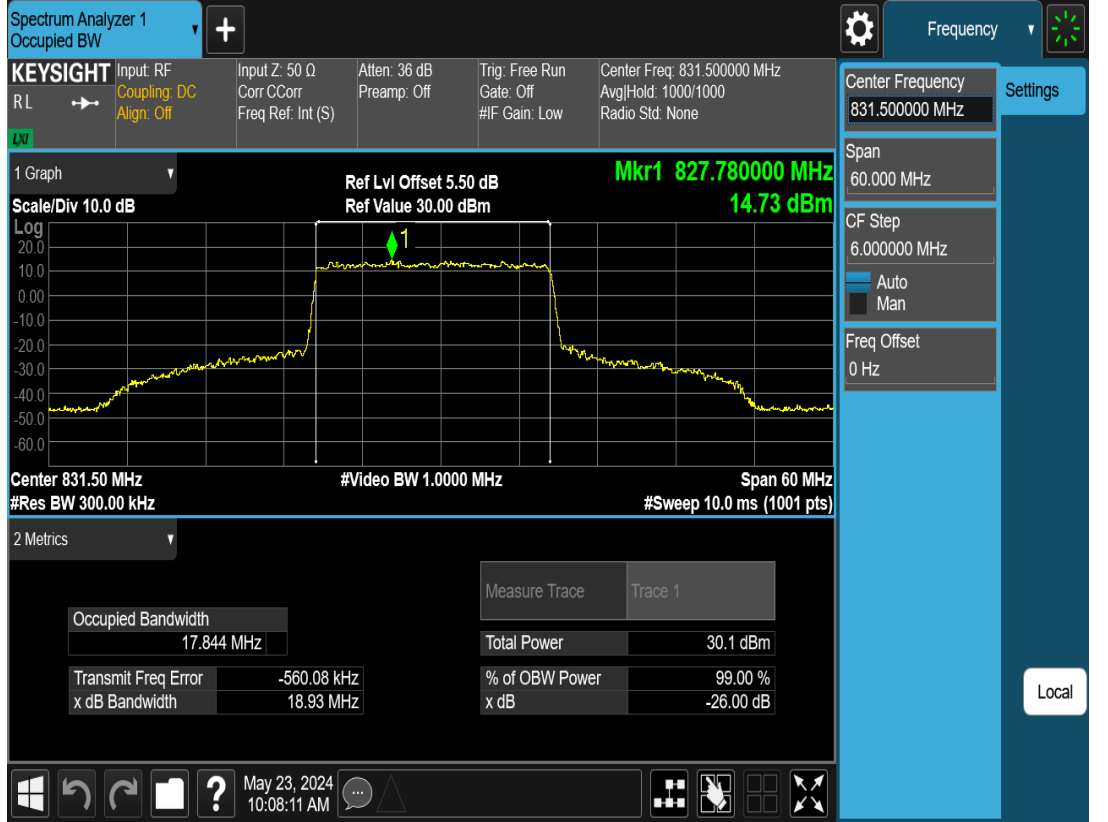 Spectrum Analyzer 1
Occupied BW
Frequency
KEYSIGHT
R L
LXI
Input: RF
Coupling: DC
Align: Off
Input Z: 50 Ω
Corr CCorr
Freq Ref: Int (S)
Atten: 36 dB
Preamp: Off
Trig: Free Run
Gate: Off
#IF Gain: Low
Center Freq: 831.500000 MHz
Avg|Hold: 1000/1000
Radio Std: None
Center Frequency
831.500000 MHz
Settings
Span
60.000 MHz
CF Step
6.000000 MHz
Auto
Man
Freq Offset
0 Hz
Local
1 Graph
Scale/Div 10.0 dB
Ref Lvl Offset 5.50 dB
Ref Value 30.00 dBm
Mkr1 827.780000 MHz
14.73 dBm
Log
20.0
10.0
0.00
-10.0
-20.0
-30.0
-40.0
-50.0
-60.0
1
Center 831.50 MHz
#Res BW 300.00 kHz
#Video BW 1.0000 MHz
Span 60 MHz
#Sweep 10.0 ms (1001 pts)
2 Metrics
Measure Trace Trace 1
Occupied Bandwidth
17.844 MHz
Total Power 30.1 dBm
Transmit Freq Error -560.08 kHz
% of OBW Power 99.00 %
x dB Bandwidth 18.93 MHz
x dB -26.00 dB
?
May 23, 2024
10:08:11 AM